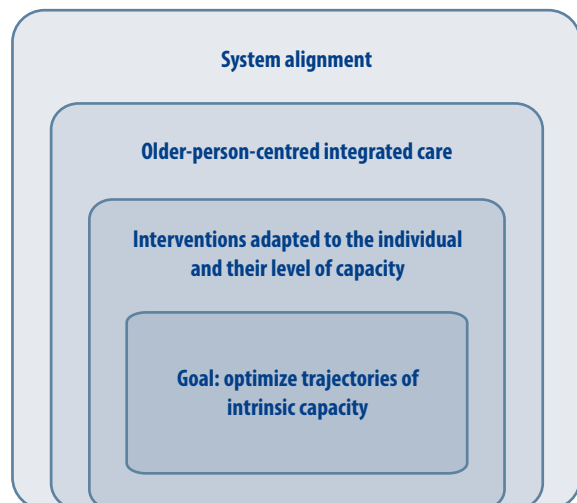 System alignment
Older-person-centred integrated care
Interventions adapted to the individual
and their level of capacity
Goal: optimize trajectories of
intrinsic capacity